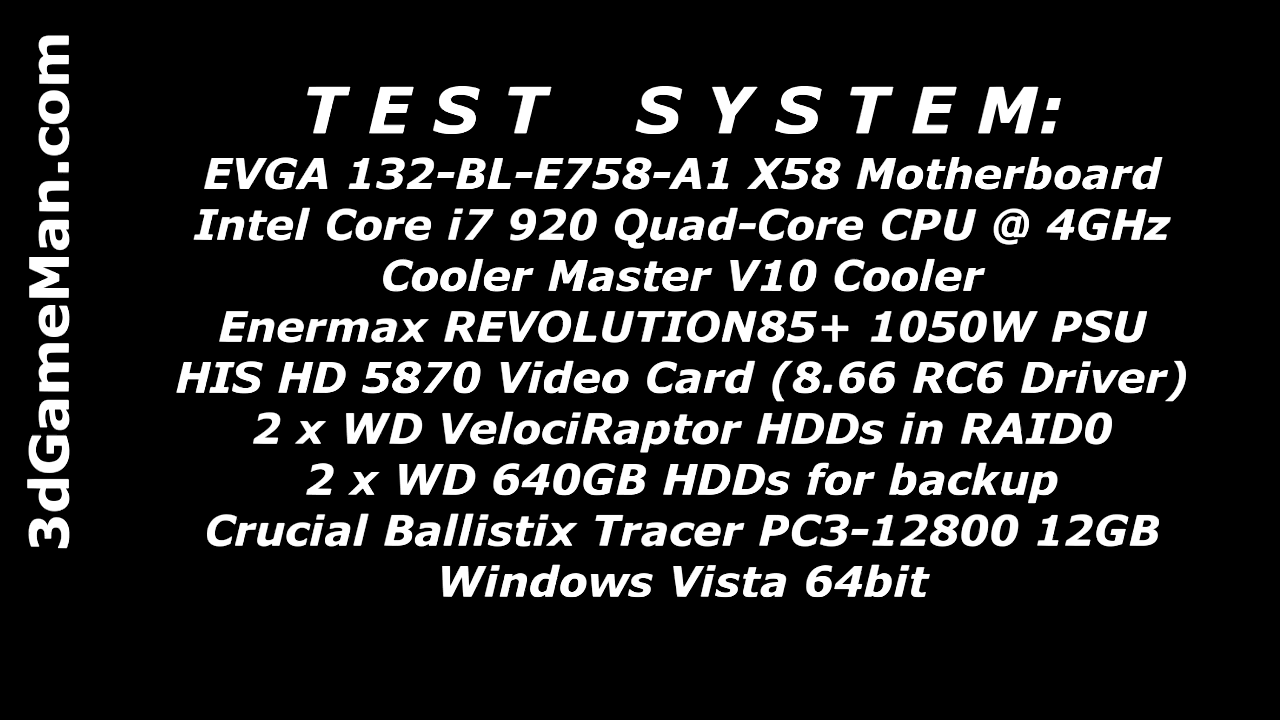 3dGameMan.com
TEST SYSTEM:
EVGA 132-BL-E758-A1 X58 Motherboard
Intel Core i7 920 Quad-Core CPU @ 4GHz
Cooler Master V10 Cooler
Enermax REVOLUTION85+ 1050W PSU
HIS HD 5870 Video Card (8.66 RC6 Driver)
2 x WD VelociRaptor HDDs in RAID0
2 x WD 640GB HDDs for backup
Crucial Ballistix Tracer PC3-12800 12GB
Windows Vista 64bit